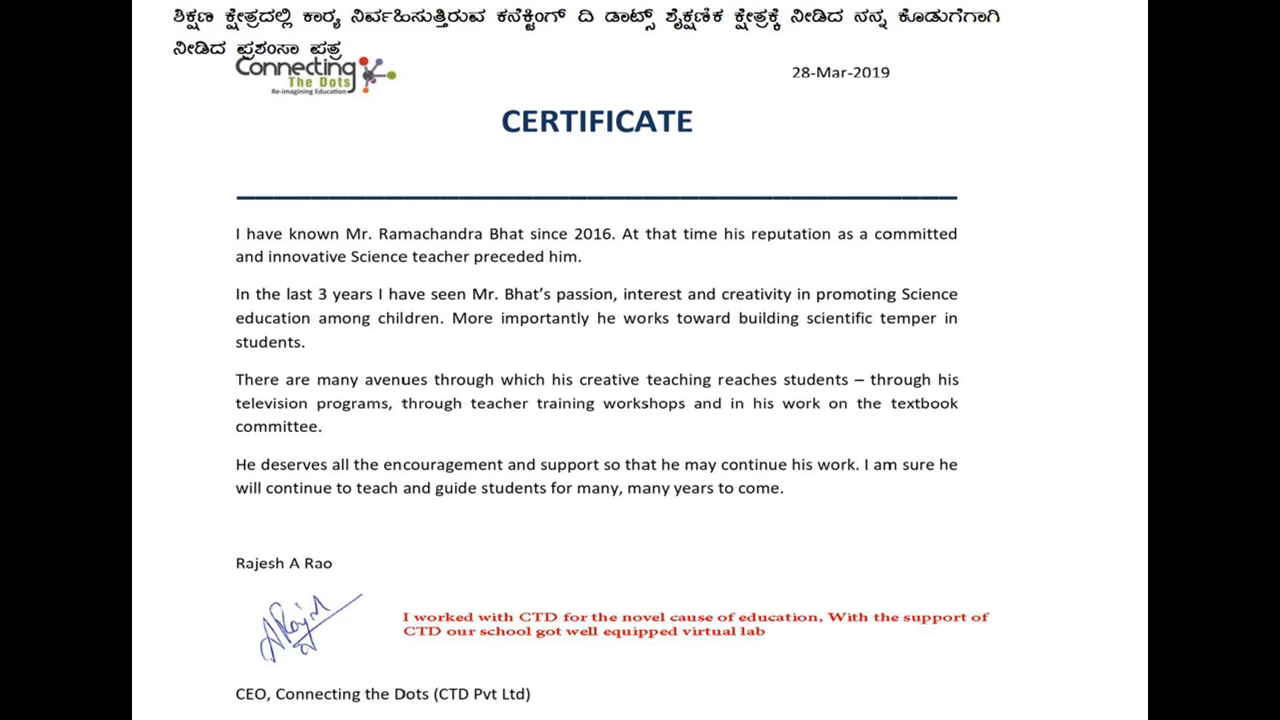 ಶಿಕ್ಷಣ ಕ್ಷೇತ್ರದಲ್ಲಿ ಕಾರ್ಯ ನಿರ್ವಹಿಸುತ್ತಿರುವ ಕನೆಕ್ಟಿಂಗ್ ದಿ ಡಾಟ್ಸ್ ಶೈಕ್ಷಣಿಕ ಕ್ಷೇತ್ರಕ್ಕೆ ನೀಡಿದ ನನ್ನ ಕೊಡುಗೆಗಾಗಿ
ನೀಡಿದ ಪ್ರಶಂಸಾ ಪತ್ರ
Connecting
The Dots
Re-imagining Education
28-Mar-2019
CERTIFICATE
I have known Mr. Ramachandra Bhat since 2016. At that time his reputation as a committed
and innovative Science teacher preceded him.
In the last 3 years I have seen Mr. Bhat’s passion, interest and creativity in promoting Science
education among children. More importantly he works toward building scientific temper in
students.
There are many avenues through which his creative teaching reaches students – through his
television programs, through teacher training workshops and in his work on the textbook
committee.
He deserves all the encouragement and support so that he may continue his work. I am sure he
will continue to teach and guide students for many, many years to come.
Rajesh A Rao
I worked with CTD for the novel cause of education, With the support of
CTD our school got well equipped virtual lab
CEO, Connecting the Dots (CTD Pvt Ltd)